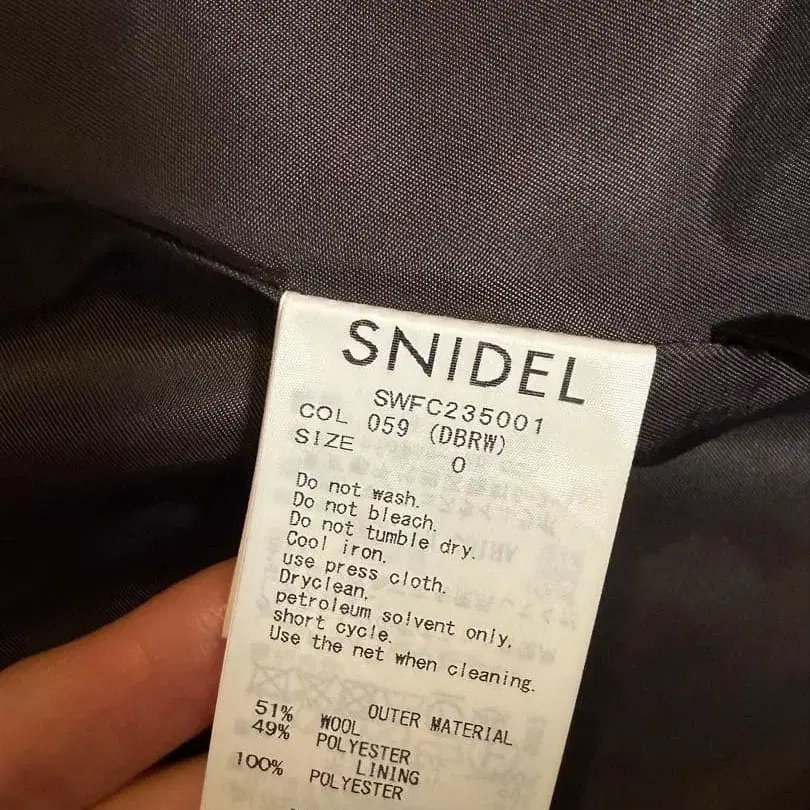 SNIDEL
SWFC235001
COL 059 (DBRW)
SIZE 0
Do not wash.
Do not bleach.
Do not tumble dry.
Cool iron.
use press cloth.
Dryclean,
petroleum solvent only,
short cycle.
Use the net when cleaning.
OUTER MATERIAL
51% WOOL
49% POLYESTER
LINING
100% POLYESTER